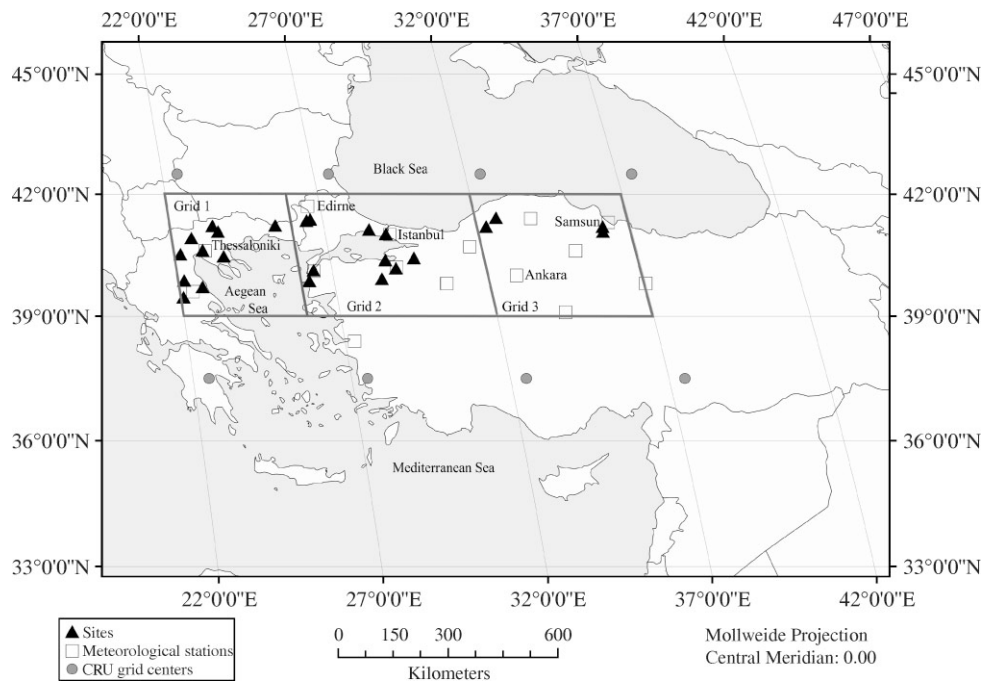 22°0'0"E 27°0'0"E 32°0'0"E 37°0'0"E 42°0'0"E 47°0'0"E
45°0'0"N 45°0'0"N
Black Sea
42°0'0"N 42°0'0"N
Grid 1 Edirne
Samsun
Thessaloniki Istanbul
Ankara
Aegean
Sea Grid 2 Grid 3
39°0'0"N 39°0'0"N
36°0'0"N 36°0'0"N
Mediterranean Sea
33°0'0"N 33°0'0"N
22°0'0"E 27°0'0"E 32°0'0"E 37°0'0"E 42°0'0"E
Sites
Meteorological stations
CRU grid centers
0 150 300 600
Kilometers
Mollweide Projection
Central Meridian: 0.00